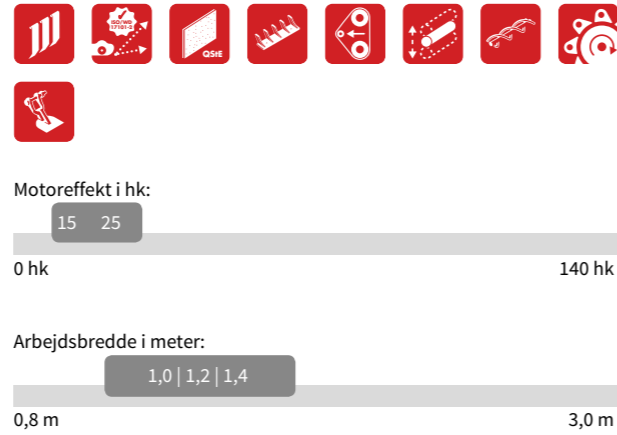 ISO/WD
17101-2
QStE
Motoreffekt i hk:
15 25
0 hk 140 hk
Arbejdsbredde i meter:
1,0 | 1,2 | 1,4
0,8 m 3,0 m